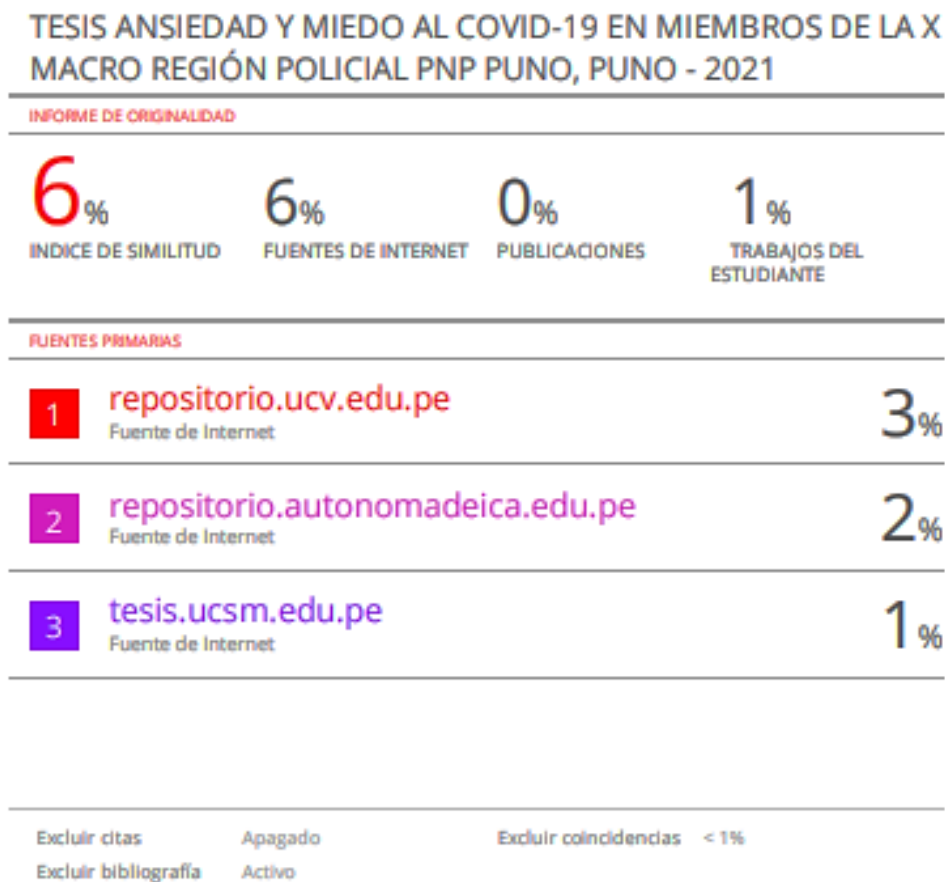 TESIS ANSIEDAD Y MIEDO AL COVID-19 EN MIEMBROS DE LA X
MACRO REGIÓN POLICIAL PNP PUNO, PUNO - 2021
INFORME DE ORIGINALIDAD
6% 6% 0% 1%
INDICE DE SIMILITUD FUENTES DE INTERNET PUBLICACIONES TRABAJOS DEL
ESTUDIANTE
FUENTES PRIMARIAS
1 repositorio.ucv.edu.pe 3%
Fuente de Internet
2 repositorio.autonomadeica.edu.pe 2%
Fuente de Internet
3 tesis.ucsm.edu.pe 1%
Fuente de Internet
Excluir citas Apagado Excluir coincidencias < 1%
Excluir bibliografía Activo